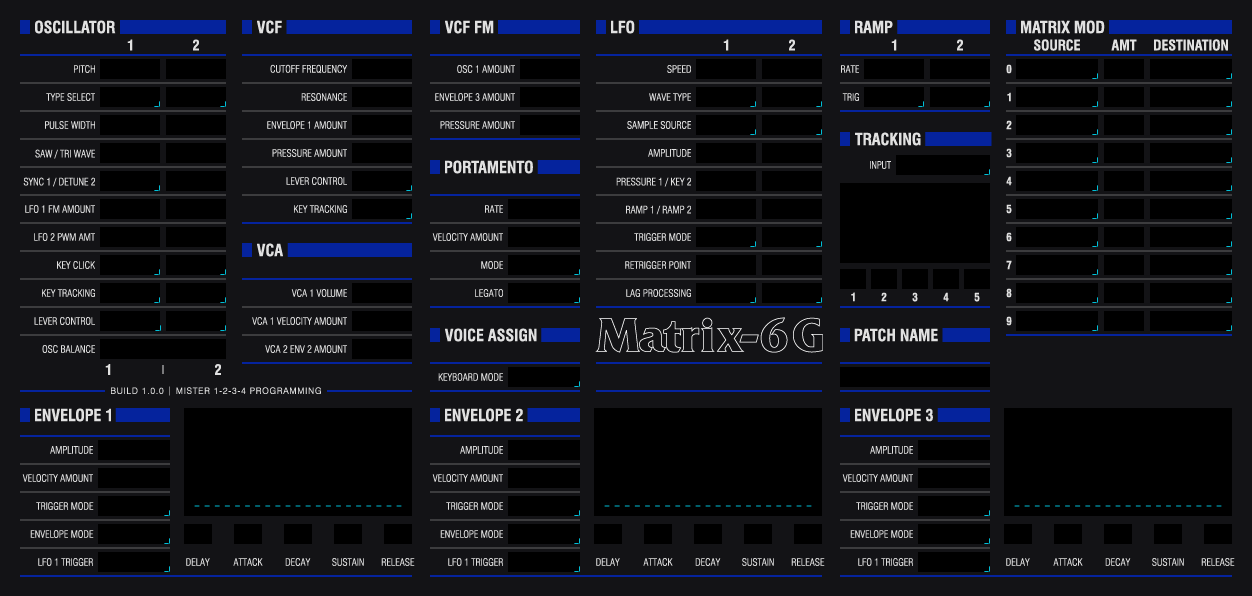 OSCILLATOR
1 2
PITCH
TYPE SELECT
PULSE WIDTH
SAW / TRI WAVE
SYNC 1 / DETUNE 2
LFO 1 FM AMOUNT
LFO 2 PWM AMT
KEY CLICK
KEY TRACKING
LEVER CONTROL
OSC BALANCE
1 | 2
VCF
CUTOFF FREQUENCY
RESONANCE
ENVELOPE 1 AMOUNT
PRESSURE AMOUNT
LEVER CONTROL
KEY TRACKING
VCA
VCA 1 VOLUME
VCA 1 VELOCITY AMOUNT
VCA 2 ENV 2 AMOUNT
BUILD 1.0.0 | MISTER 1-2-3-4 PROGRAMMING
VCF FM
OSC 1 AMOUNT
ENVELOPE 3 AMOUNT
PRESSURE AMOUNT
PORTAMENTO
RATE
VELOCITY AMOUNT
MODE
LEGATO
VOICE ASSIGN
KEYBOARD MODE
LFO
1 2
SPEED
WAVE TYPE
SAMPLE SOURCE
AMPLITUDE
PRESSURE 1 / KEY 2
RAMP 1 / RAMP 2
TRIGGER MODE
RETRIGGER POINT
LAG PROCESSING
Matrix-6G
RAMP
1 2
RATE
TRIG
TRACKING
INPUT
1 2 3 4 5
PATCH NAME
MATRIX MOD
SOURCE AMT DESTINATION
0
1
2
3
4
5
6
7
8
9
ENVELOPE 1
AMPLITUDE
VELOCITY AMOUNT
TRIGGER MODE
ENVELOPE MODE
LFO 1 TRIGGER
DELAY ATTACK DECAY SUSTAIN RELEASE
ENVELOPE 2
AMPLITUDE
VELOCITY AMOUNT
TRIGGER MODE
ENVELOPE MODE
LFO 1 TRIGGER
DELAY ATTACK DECAY SUSTAIN RELEASE
ENVELOPE 3
AMPLITUDE
VELOCITY AMOUNT
TRIGGER MODE
ENVELOPE MODE
LFO 1 TRIGGER
DELAY ATTACK DECAY SUSTAIN RELEASE